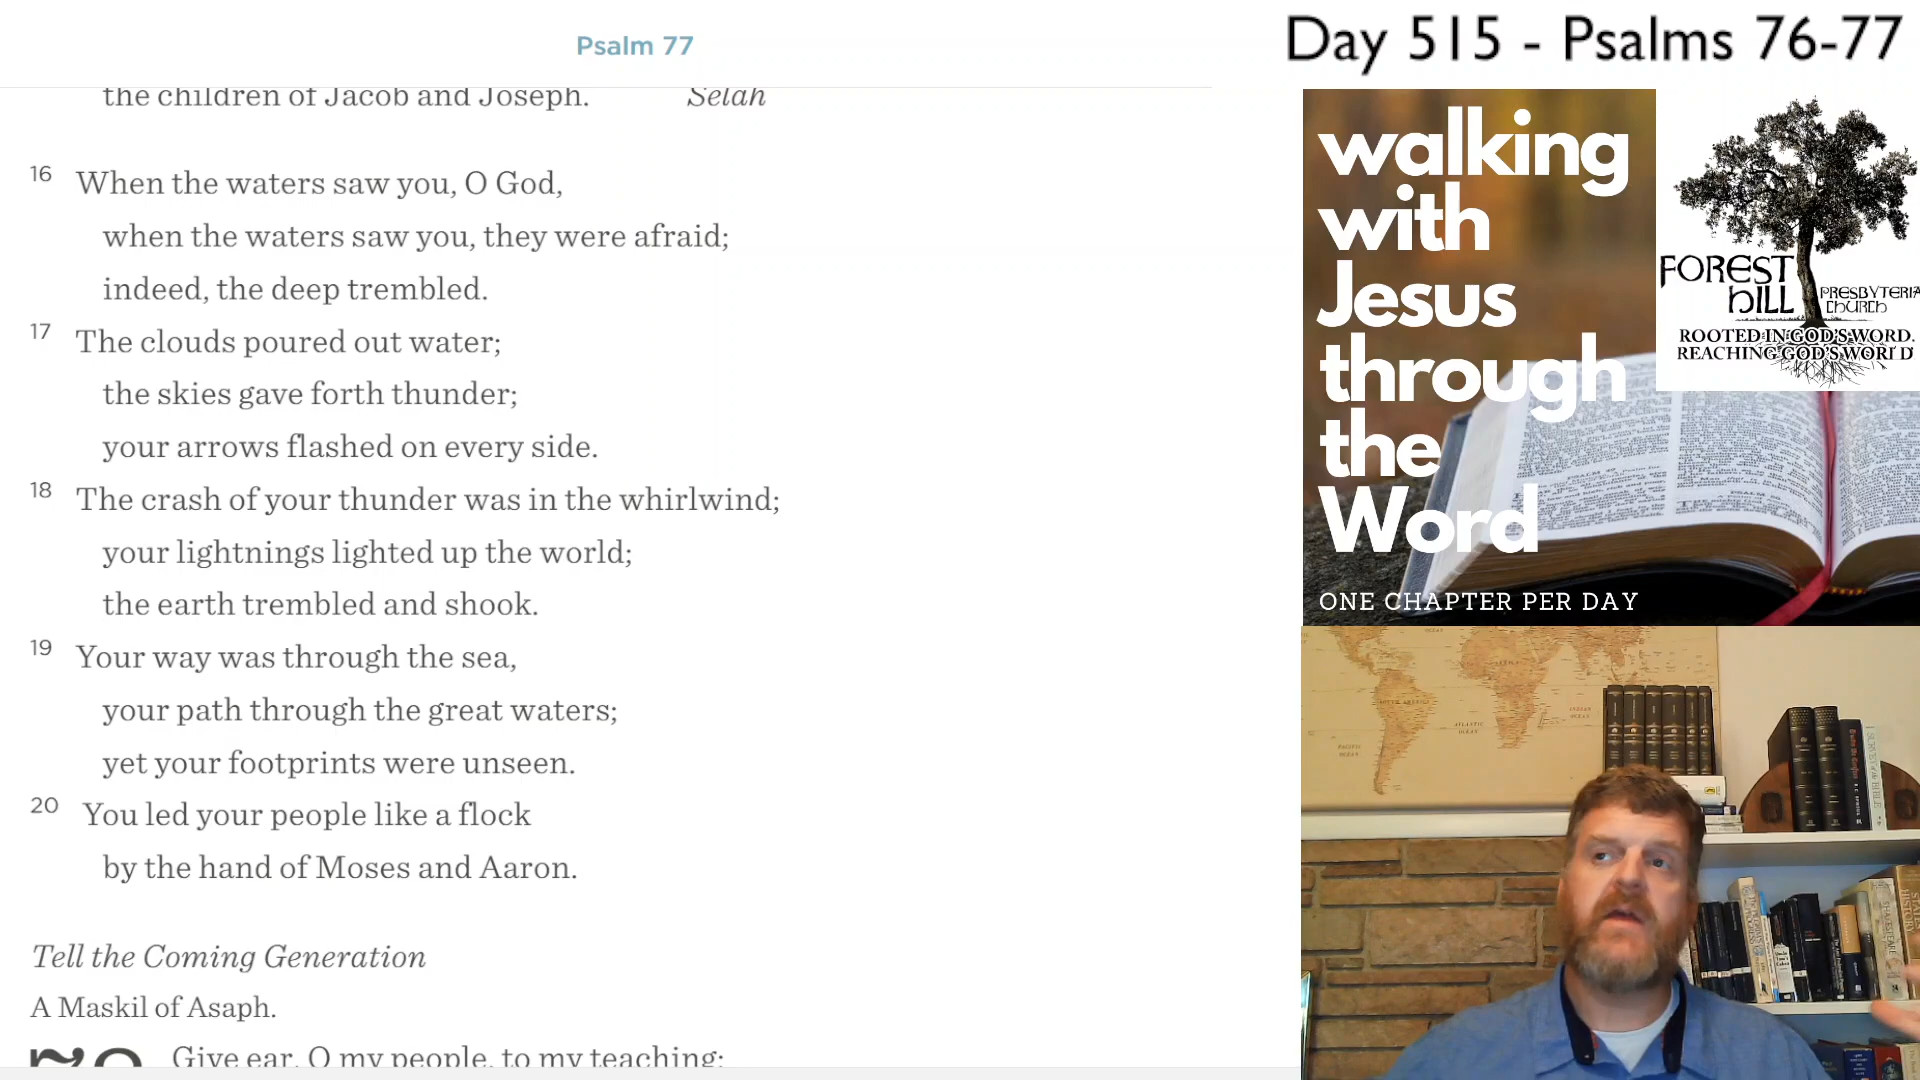 Psalm 77
the children of Jacob and Joseph. Selah
16 When the waters saw you, O God,
when the waters saw you, they were afraid;
indeed, the deep trembled.
17 The clouds poured out water;
the skies gave forth thunder;
your arrows flashed on every side.
18 The crash of your thunder was in the whirlwind;
your lightnings lighted up the world;
the earth trembled and shook.
19 Your way was through the sea,
your path through the great waters;
yet your footprints were unseen.
20 You led your people like a flock
by the hand of Moses and Aaron.
Tell the Coming Generation
A Maskil of Asaph.
Give ear, O my people, to my teaching;
Day 515 - Psalms 76-77
walking
with
Jesus
through
the
Word
ONE CHAPTER PER DAY
FOREST
hILL PRESBYTERIA
ChURCh
ROOTED IN GOD'S WORD.
REACHING GOD'S WORLD
ATLANTIC
OCEAN
PACIFIC
OCEAN
INDIAN
OCEAN
SHAKESPEARE